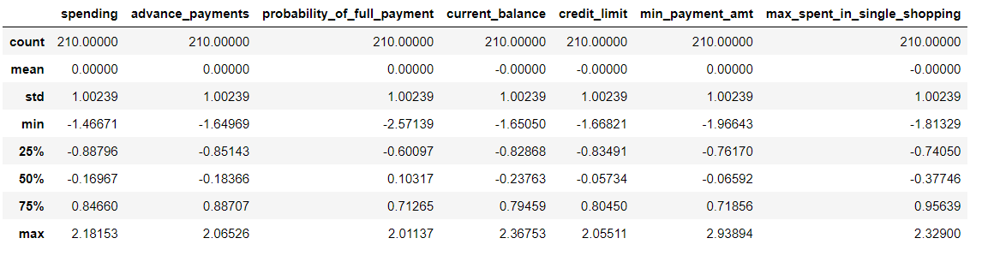 spending advance_payments probability_of_full_payment current_balance credit_limit min_payment_amt max_spent_in_single_shopping
count 210.00000 210.00000 210.00000 210.00000 210.00000 210.00000 210.00000
mean 0.00000 0.00000 0.00000 -0.00000 -0.00000 0.00000 -0.00000
std 1.00239 1.00239 1.00239 1.00239 1.00239 1.00239 1.00239
min -1.46671 -1.64969 -2.57139 -1.65050 -1.66821 -1.96643 -1.81329
25% -0.88796 -0.85143 -0.60097 -0.82868 -0.83491 -0.76170 -0.74050
50% -0.16967 -0.18366 0.10317 -0.23763 -0.05734 -0.06592 -0.37746
75% 0.84660 0.88707 0.71265 0.79459 0.80450 0.71856 0.95639
max 2.18153 2.06526 2.01137 2.36753 2.05511 2.93894 2.32900